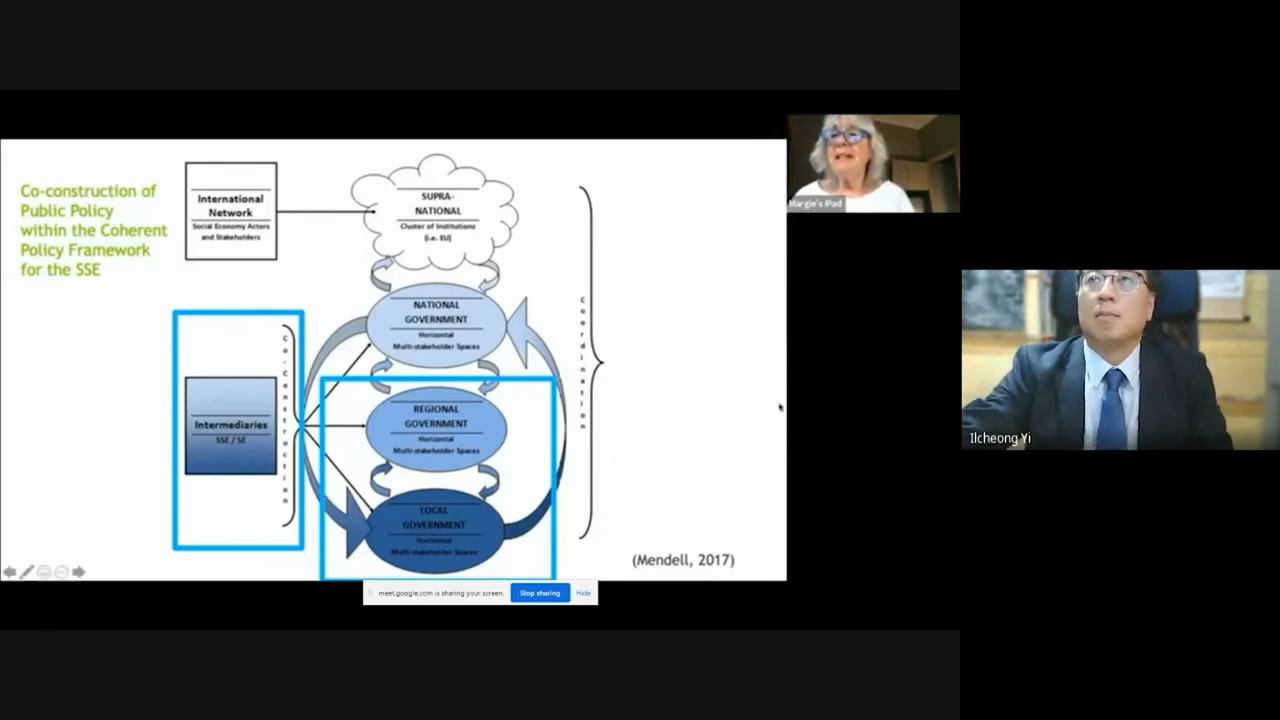 Co-construction of
Public Policy
within the Coherent
Policy Framework
for the SSE
International
Network
Social Economy Actors
and Stakeholders
SUPRA-
NATIONAL
Cluster of Institutions
(i.e. EU)
NATIONAL
GOVERNMENT
Horizontal
Multi-stakeholder Spaces
Co-Construction
Intermediaries
SSE / SE
REGIONAL
GOVERNMENT
Horizontal
Multi-stakeholder Spaces
LOCAL
GOVERNMENT
Horizontal
Multi-stakeholder Spaces
Coordination
(Mendell, 2017)
meet.google.com is sharing your screen.
Stop sharing
Hide
Margie's iPad
Ilcheong Yi